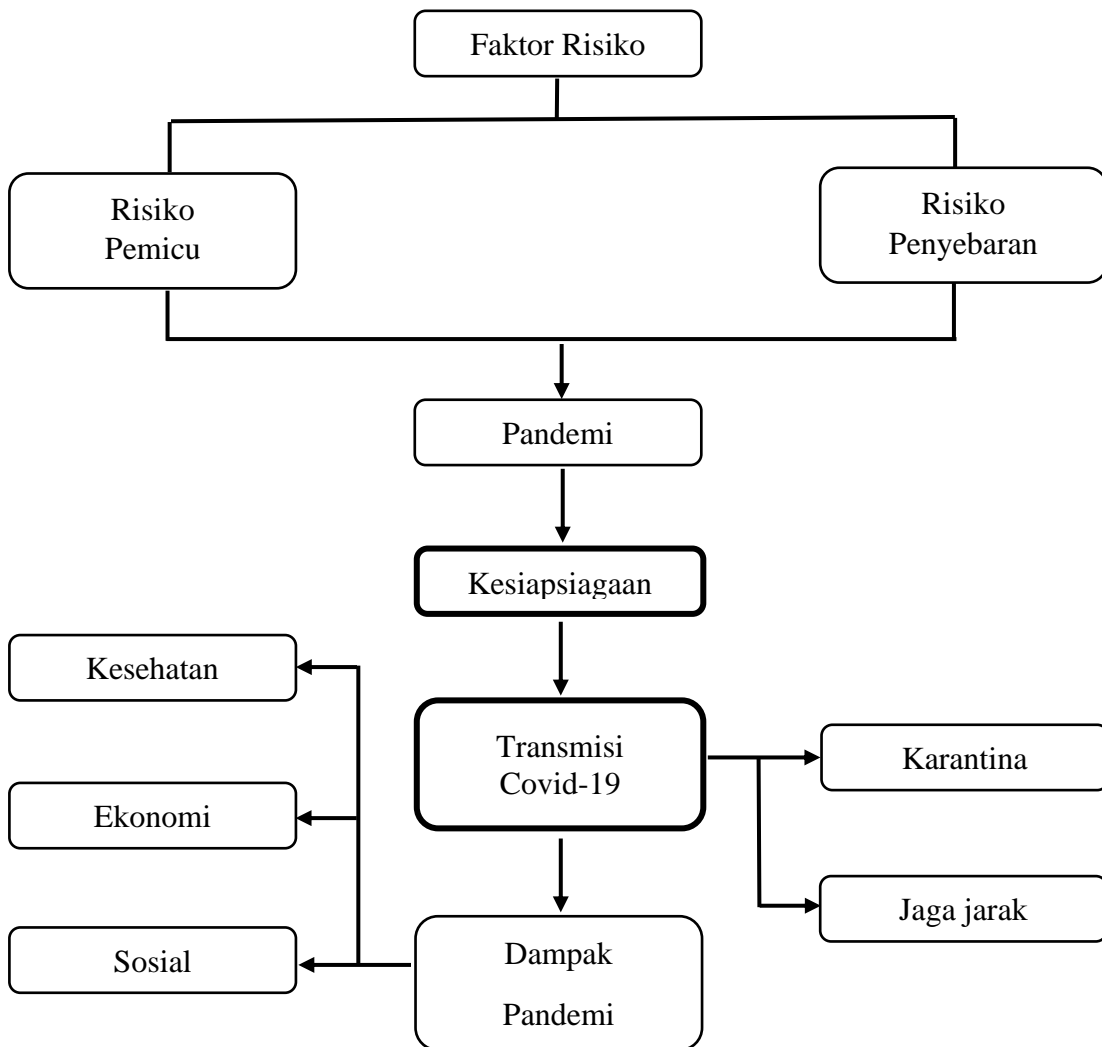 Faktor Risiko
Risiko
Pemicu
Risiko
Penyebaran
Pandemi
Kesiapsiagaan
Kesehatan
Transmisi
Covid-19
Karantina
Ekonomi
Jaga jarak
Sosial
Dampak
Pandemi